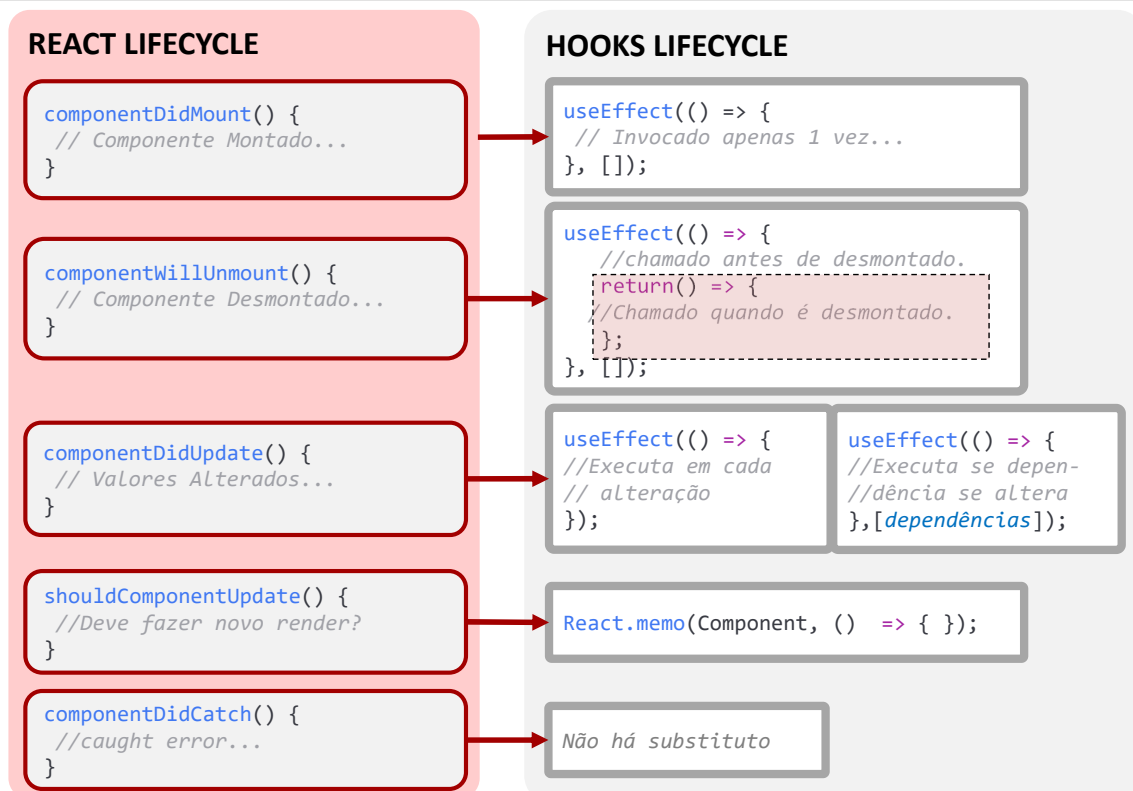 REACT LIFECYCLE
componentDidMount() {
// Componente Montado...
}
componentWillUnmount() {
// Componente Desmontado...
}
componentDidUpdate() {
// Valores Alterados...
}
shouldComponentUpdate() {
//Deve fazer novo render?
}
componentDidCatch() {
//caught error...
}
HOOKS LIFECYCLE
useEffect(() => {
// Invocado apenas 1 vez...
}, []);
useEffect(() => {
//chamado antes de desmontado.
return() => {
//Chamado quando é desmontado.
};
}, []);
useEffect(() => {
//Executa em cada
// alteração
});
useEffect(() => {
//Executa se depen-
//dência se altera
},[dependências]);
React.memo(Component, () => { });
Não há substituto